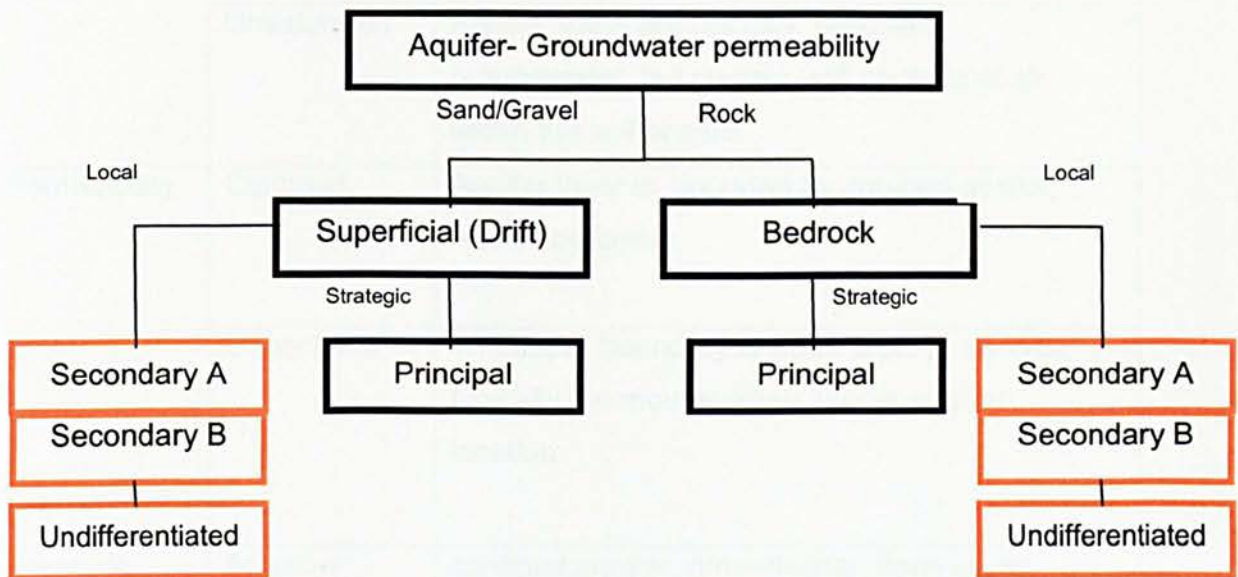 Aquifer- Groundwater permeability
Sand/Gravel Rock
Local
Local
Superficial (Drift)
Bedrock
Strategic
Strategic
Secondary A
Principal
Principal
Secondary A
Secondary B
Secondary B
Undifferentiated
Undifferentiated